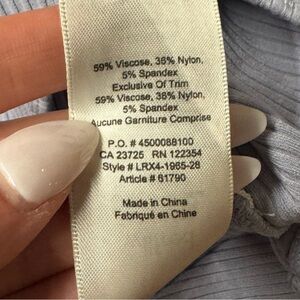 59% Viscose, 36% Nylon,
5% Spandex
Exclusive Of Trim
59% Viscose, 36% Nylon,
5% Spandex
Aucune Garniture Comprise
P.O. # 4500088100
CA 23725 RN 122354
Style # LRX4-1965-28
Article # 61790
Made in China
Fabriqué en Chine